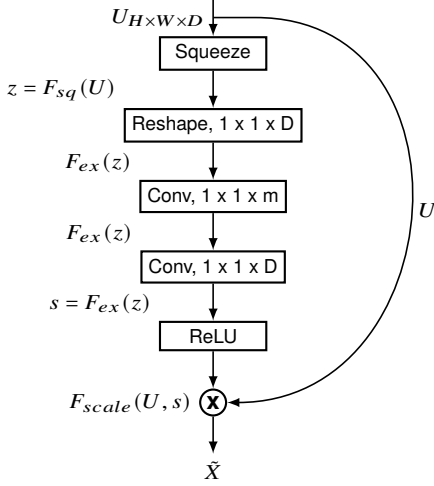 U_{H×W×D}
Squeeze
z = F_{sq}(U)
Reshape, 1 x 1 x D
F_{ex}(z)
Conv, 1 x 1 x m
F_{ex}(z)
U
Conv, 1 x 1 x D
s = F_{ex}(z)
ReLU
F_{scale}(U, s)
X
X̃